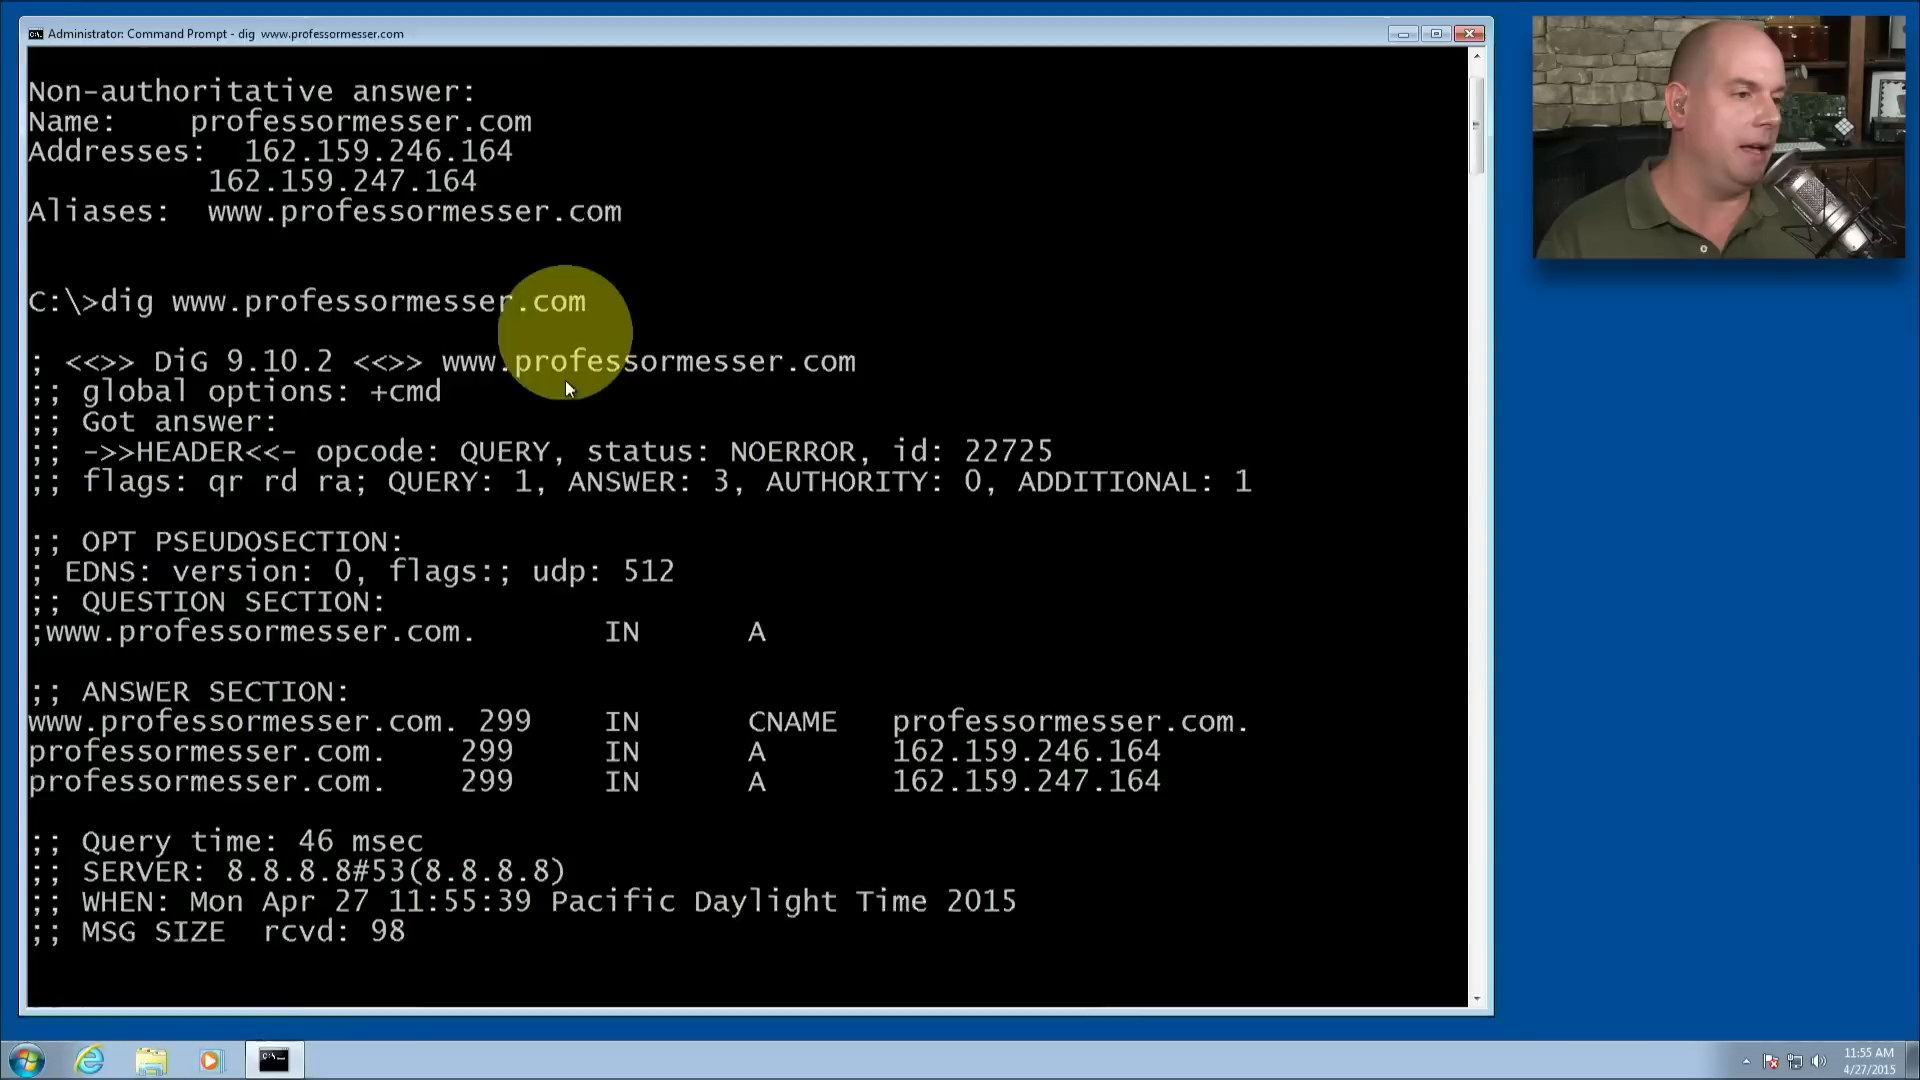 Administrator: Command Prompt - dig www.professormesser.com
Non-authoritative answer:
Name:    professormesser.com
Addresses:  162.159.246.164
          162.159.247.164
Aliases:  www.professormesser.com
C:\>dig www.professormesser.com
; <<>> DiG 9.10.2 <<>> www.professormesser.com
;; global options: +cmd
;; Got answer:
;; ->>HEADER<<- opcode: QUERY, status: NOERROR, id: 22725
;; flags: qr rd ra; QUERY: 1, ANSWER: 3, AUTHORITY: 0, ADDITIONAL: 1
;; OPT PSEUDOSECTION:
; EDNS: version: 0, flags:; udp: 512
;; QUESTION SECTION:
;www.professormesser.com.       IN      A
;; ANSWER SECTION:
www.professormesser.com. 299    IN      CNAME   professormesser.com.
professormesser.com.    299     IN      A       162.159.246.164
professormesser.com.    299     IN      A       162.159.247.164
;; Query time: 46 msec
;; SERVER: 8.8.8.8#53(8.8.8.8)
;; WHEN: Mon Apr 27 11:55:39 Pacific Daylight Time 2015
;; MSG SIZE  rcvd: 98
11:55 AM
4/27/2015